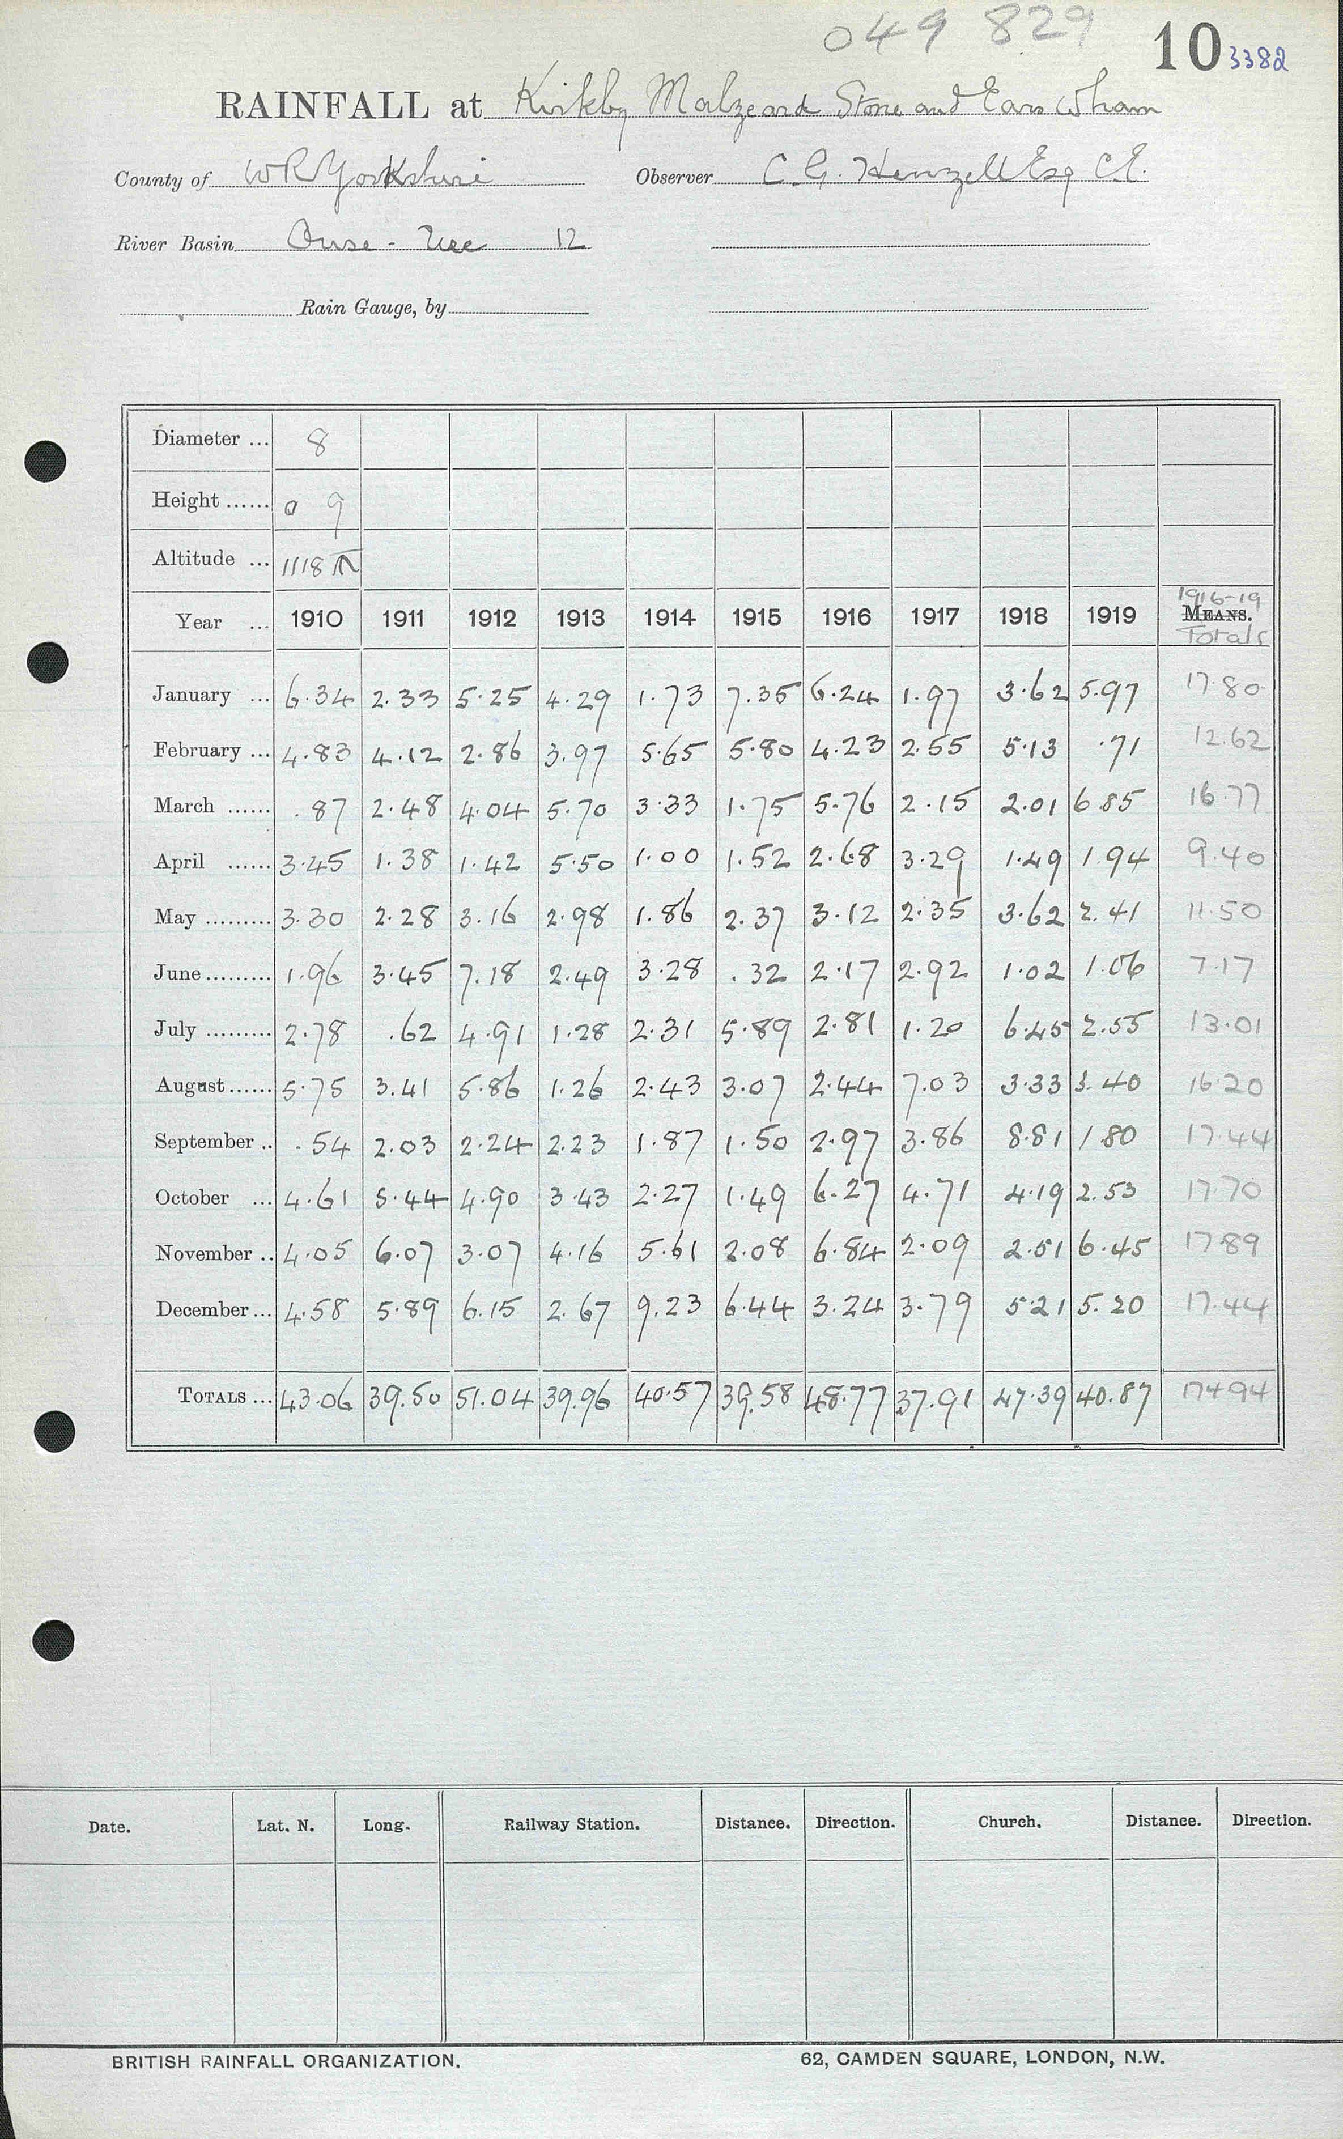 049 829
10 3382
RAINFALL at Kirkby Malzeard Stone and Ears Wham
County of W R Yorkshire Observer C. G. Henzell Esq C.E.
River Basin Ouse - Ure 12
Rain Gauge, by
Diameter ... 8
Height ...... 0 9
Altitude ... 1118
1916-19
Year ... 1910 1911 1912 1913 1914 1915 1916 1917 1918 1919 MEANS.
Totals
January ... 6.34 2.33 5.25 4.29 1.73 7.35 6.24 1.97 3.62 5.97 17.80
February ... 4.83 4.12 2.86 3.97 5.65 5.80 4.23 2.55 5.13 .71 12.62
March ...... .87 2.48 4.04 5.70 3.33 1.75 5.76 2.15 2.01 6.85 16.77
April ...... 3.45 1.38 1.42 5.50 1.00 1.52 2.68 3.29 1.49 1.94 9.40
May ......... 3.30 2.28 3.16 2.98 1.86 2.37 3.12 2.35 3.62 2.41 11.50
June ......... 1.96 3.45 7.18 2.49 3.28 .32 2.17 2.92 1.02 1.06 7.17
July ......... 2.78 .62 4.91 1.28 2.31 5.89 2.81 1.20 6.45 2.55 13.01
August ...... 5.75 3.41 5.86 1.26 2.43 3.07 2.44 7.03 3.33 3.40 16.20
September .. .54 2.03 2.24 2.23 1.87 1.50 2.97 3.86 8.81 1.80 17.44
October ... 4.61 5.44 4.90 3.43 2.27 1.49 6.27 4.71 4.19 2.53 17.70
November .. 4.05 6.07 3.07 4.16 5.61 2.08 6.84 2.09 2.51 6.45 17.89
December ... 4.58 5.89 6.15 2.67 9.23 6.44 3.24 3.79 5.21 5.20 17.44
TOTALS ... 43.06 39.50 51.04 39.96 40.57 39.58 48.77 37.91 47.39 40.87 174.94
Date. Lat. N. Long. Railway Station. Distance. Direction. Church. Distance. Direction.
BRITISH RAINFALL ORGANIZATION. 62, CAMDEN SQUARE, LONDON, N.W.